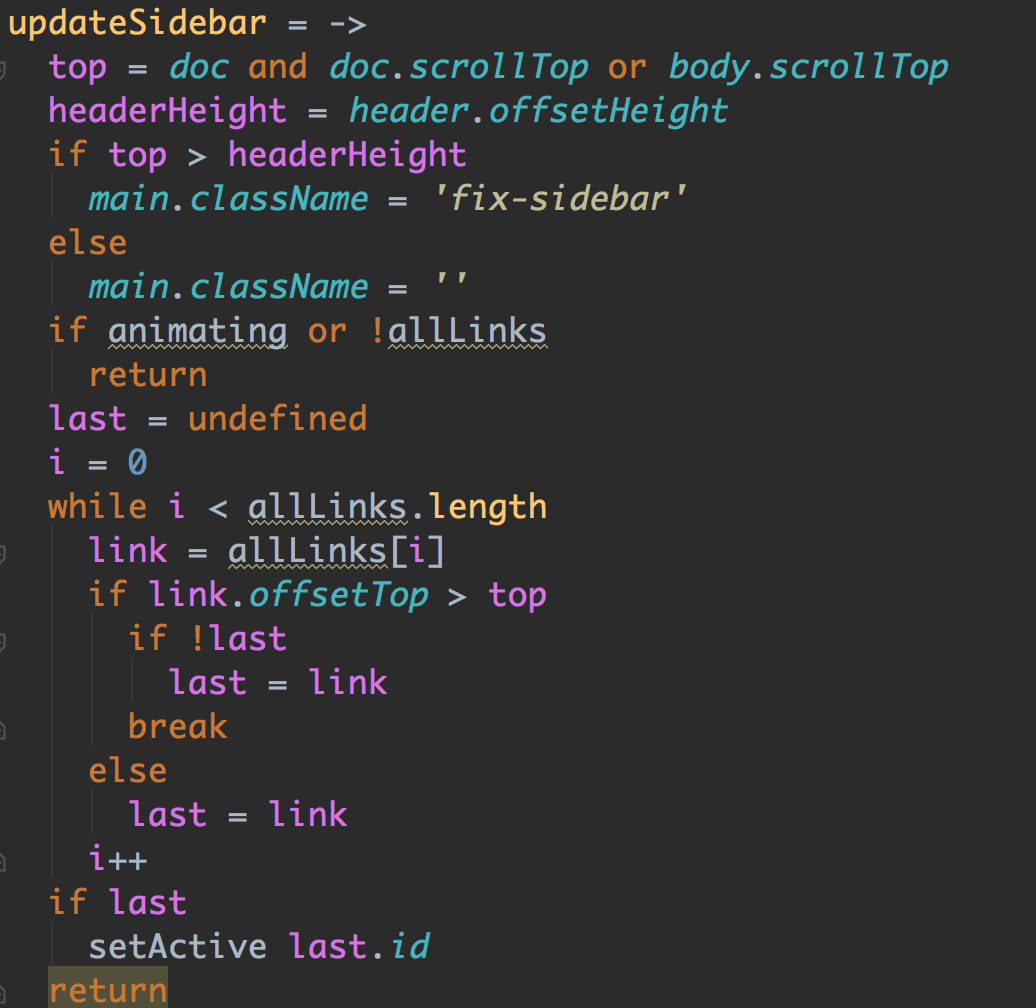 updateSidebar = ->
  top = doc and doc.scrollTop or body.scrollTop
  headerHeight = header.offsetHeight
  if top > headerHeight
    main.className = 'fix-sidebar'
  else
    main.className = ''
  if animating or !allLinks
    return
  last = undefined
  i = 0
  while i < allLinks.length
    link = allLinks[i]
    if link.offsetTop > top
      if !last
        last = link
      break
    else
      last = link
    i++
  if last
    setActive last.id
  return